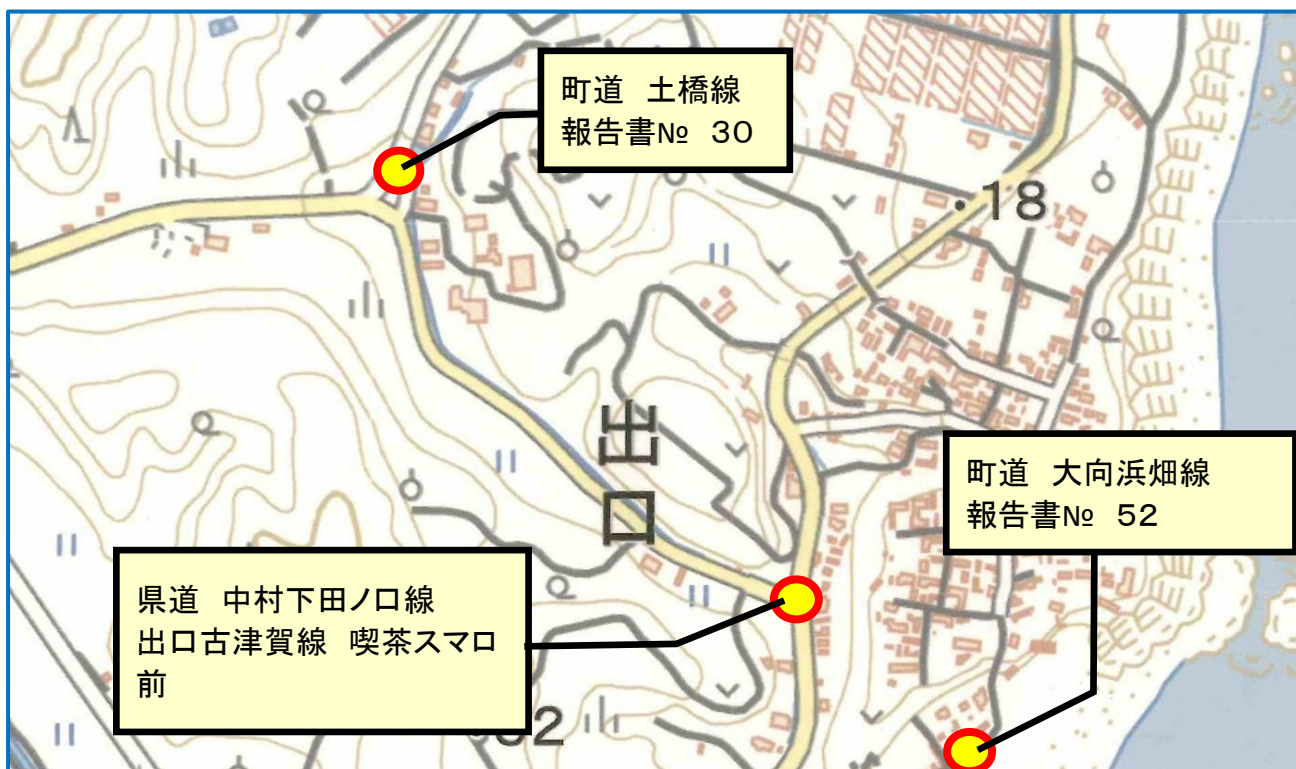 町道 土橋線
報告書№ 30
18
出口
町道 大向浜畑線
報告書№ 52
県道 中村下田ノ口線
出口古津賀線 喫茶スマロ
前